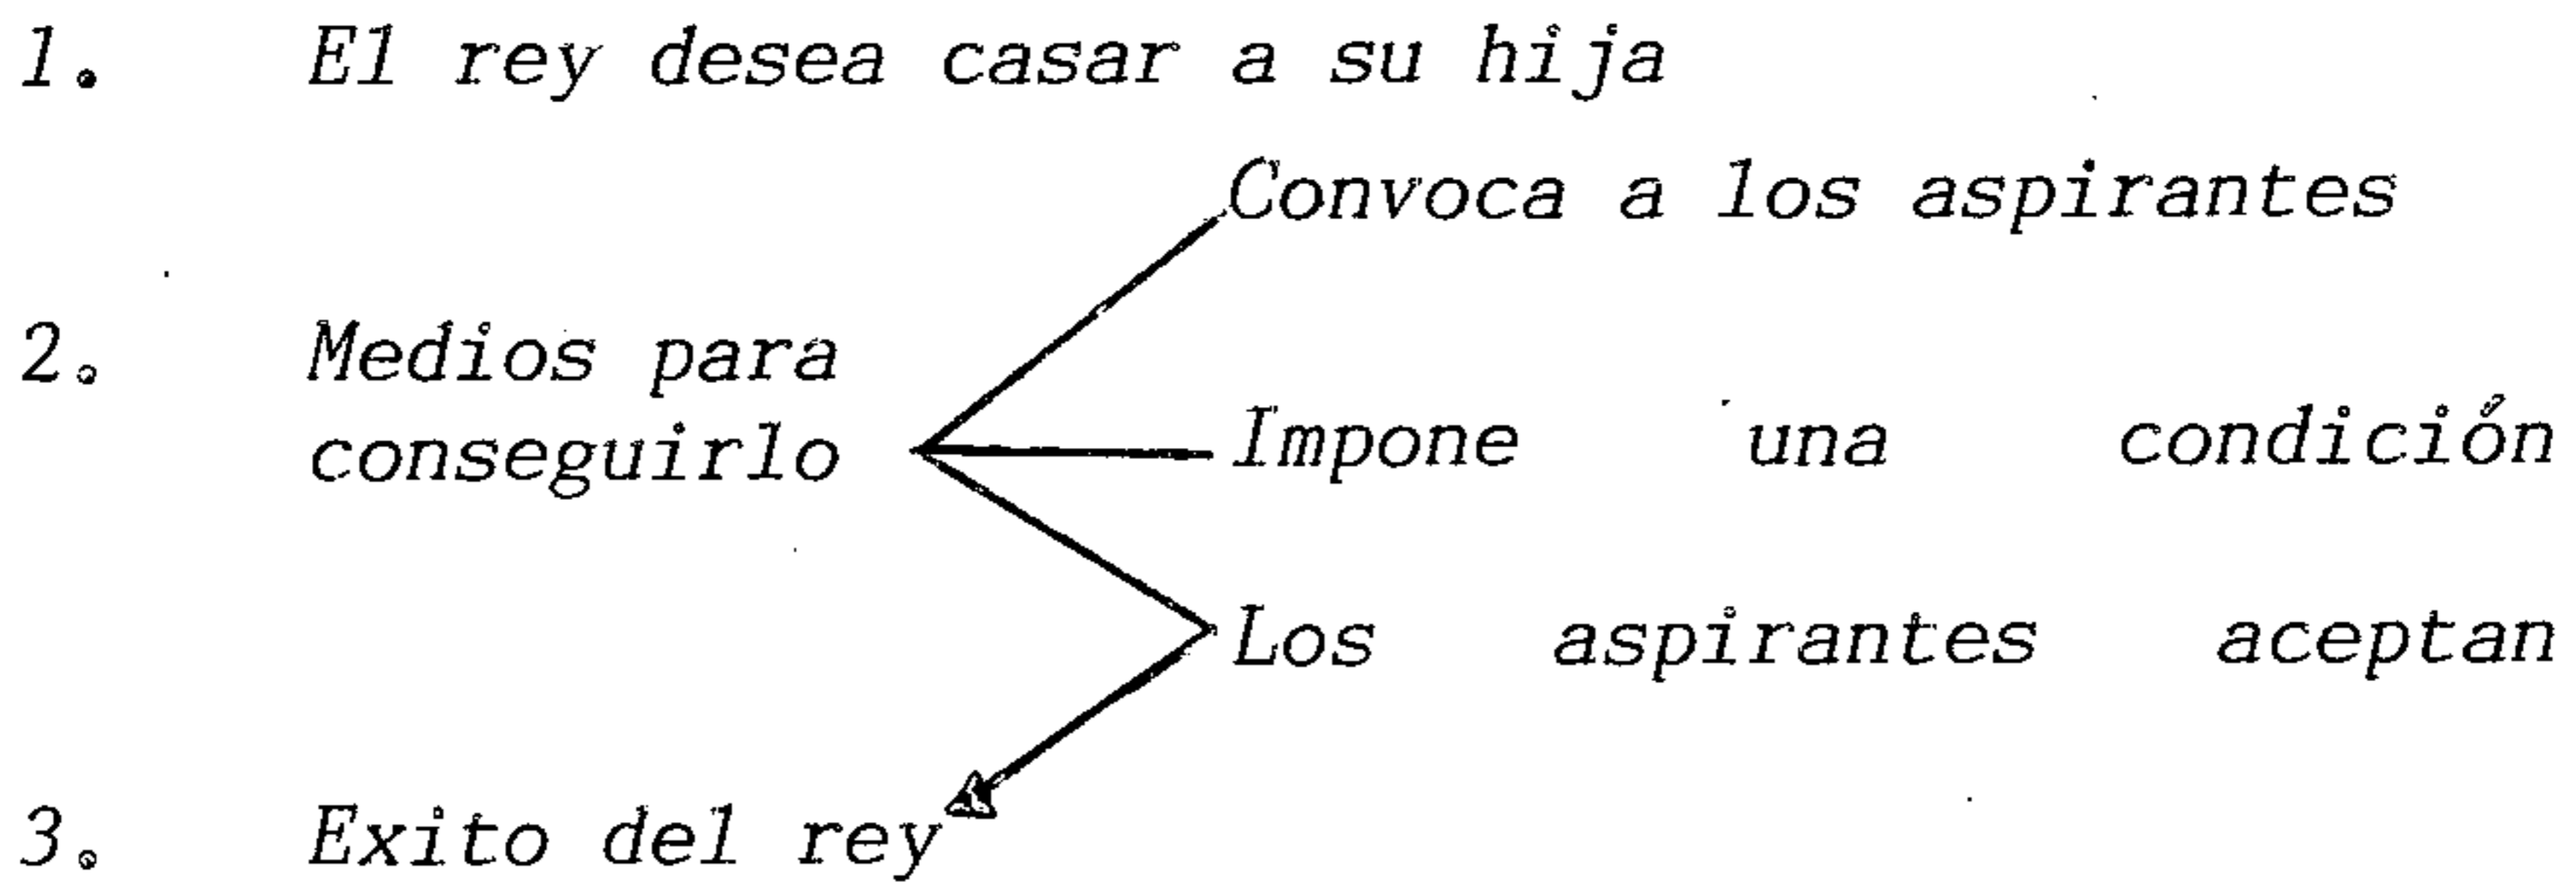 1. El rey desea casar a su hija
Convoca a los aspirantes
2. Medios para
conseguirlo
Impone una condición
Los aspirantes aceptan
3. Exito del rey